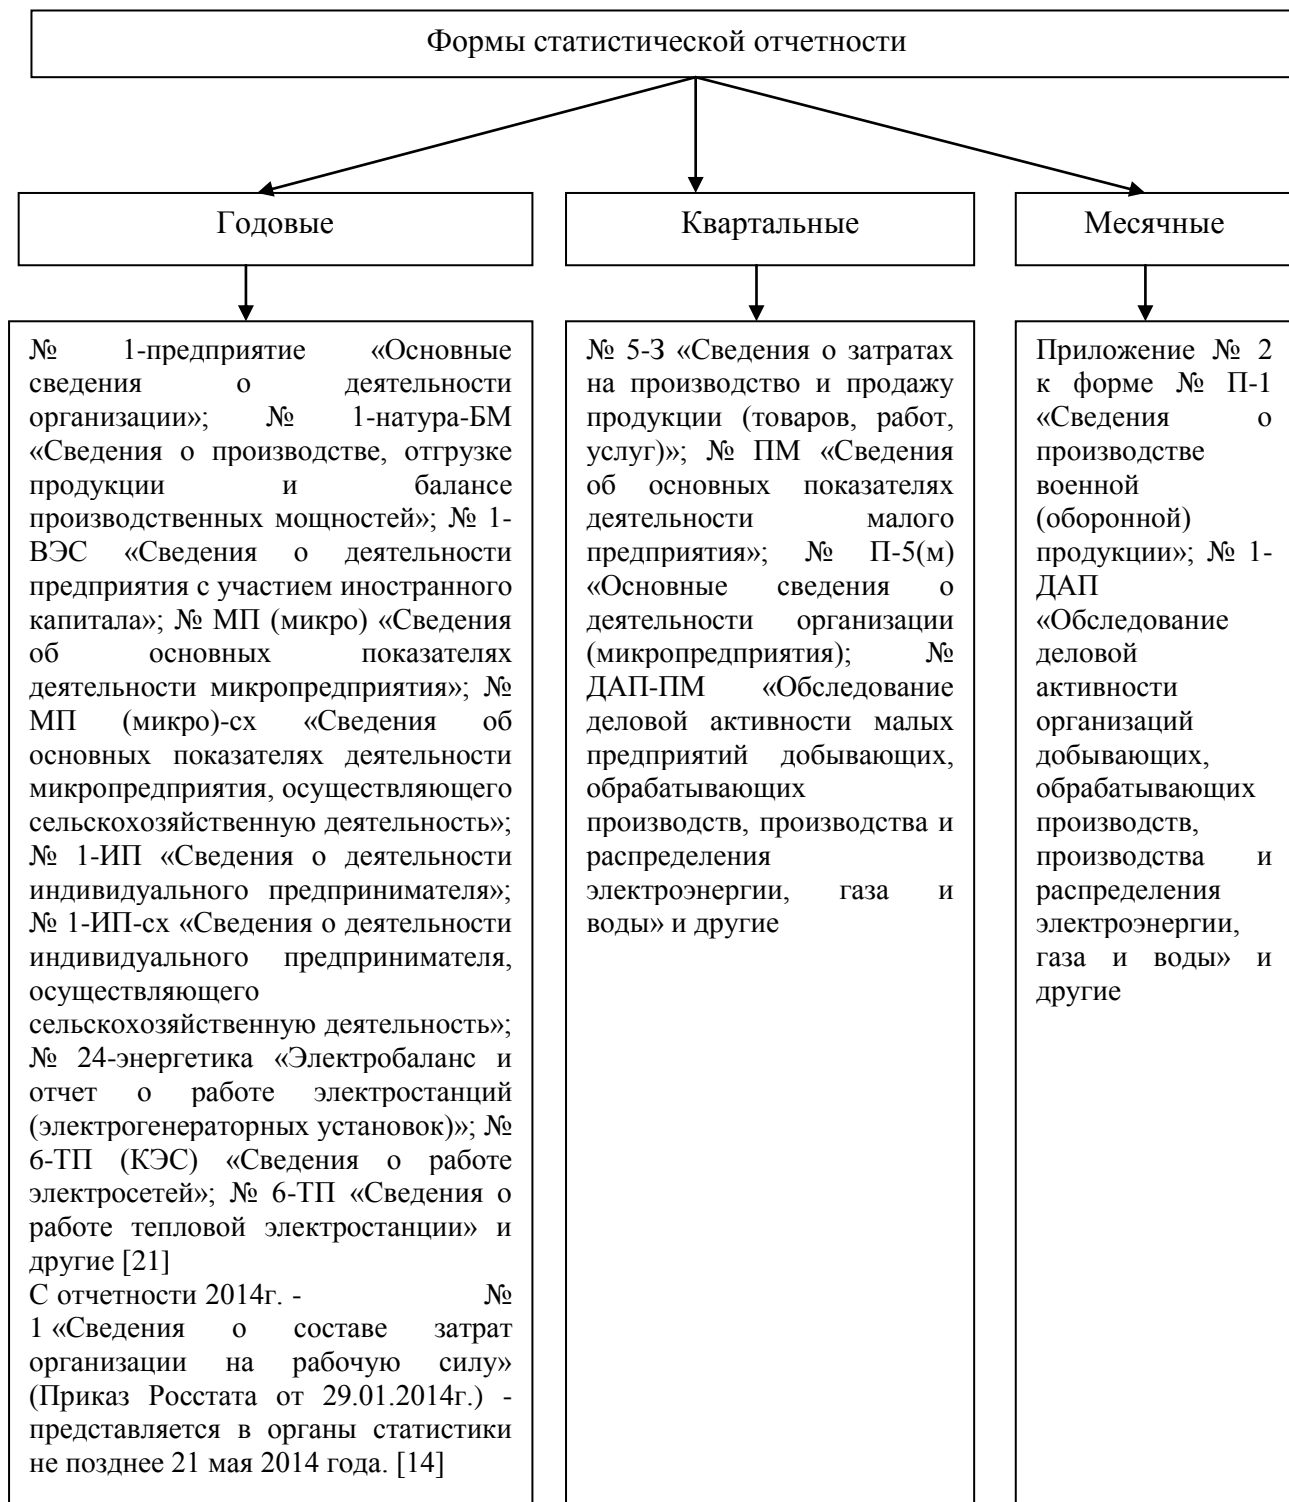 Формы статистической отчетности
Годовые
Квартальные
Месячные
№ 1-предприятие «Основные
сведения о деятельности
организации»; № 1-натура-БМ
«Сведения о производстве, отгрузке
продукции и балансе
производственных мощностей»; № 1-
ВЭС «Сведения о деятельности
предприятия с участием иностранного
капитала»; № МП (микро) «Сведения
об основных показателях
деятельности микропредприятия»; №
МП (микро)-сх «Сведения об
основных показателях деятельности
микропредприятия, осуществляющего
сельскохозяйственную деятельность»;
№ 1-ИП «Сведения о деятельности
индивидуального предпринимателя»;
№ 1-ИП-сх «Сведения о деятельности
индивидуального предпринимателя,
осуществляющего
сельскохозяйственную деятельность»;
№ 24-энергетика «Электробаланс и
отчет о работе электростанций
(электрогенераторных установок)»; №
6-ТП (КЭС) «Сведения о работе
электросетей»; № 6-ТП «Сведения о
работе тепловой электростанции» и
другие [21]
С отчетности 2014г. - №
1 «Сведения о составе затрат
организации на рабочую силу»
(Приказ Росстата от 29.01.2014г.) -
представляется в органы статистики
не позднее 21 мая 2014 года. [14]
№ 5-З «Сведения о затратах
на производство и продажу
продукции (товаров, работ,
услуг)»; № ПМ «Сведения
об основных показателях
деятельности малого
предприятия»; № П-5(м)
«Основные сведения о
деятельности организации
(микропредприятия); №
ДАП-ПМ «Обследование
деловой активности малых
предприятий добывающих,
обрабатывающих
производств, производства и
распределения
электроэнергии, газа и
воды» и другие
Приложение № 2
к форме № П-1
«Сведения о
производстве
военной
(оборонной)
продукции»; № 1-
ДАП
«Обследование
деловой
активности
организаций
добывающих,
обрабатывающих
производств,
производства и
распределения
электроэнергии,
газа и воды» и
другие